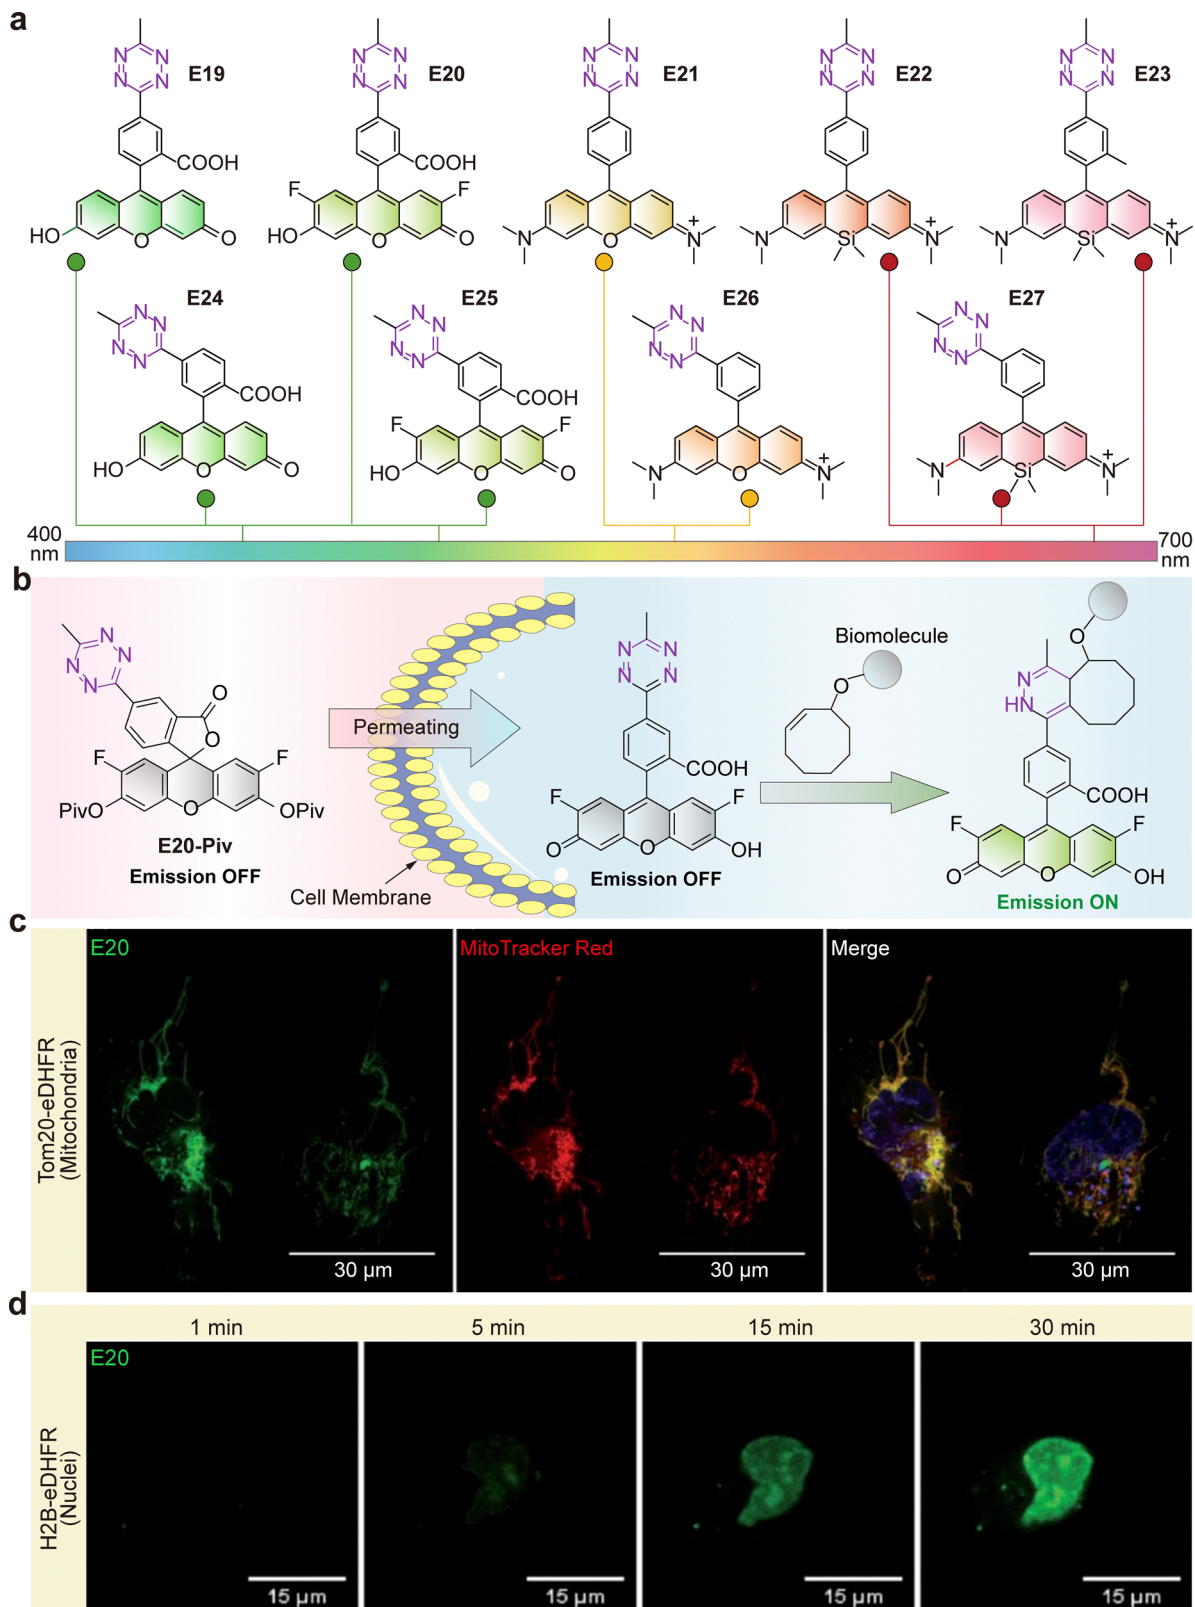 a
E19
E20
E21
E22
E23
N N
N N
N N
N N
N N
N N
N N
N N
N N
N N
COOH
COOH
F F
HO O O
HO O O
N O N +
N Si N +
N Si N +
E24
E25
E26
E27
N N
N N
N N
N N
N N
N N
N N
N N
COOH
COOH
F F
HO O O
HO O O
N O N +
N Si N +
400
nm
700
nm
b
N N
N N
O
O
F F
PivO O OPiv
E20-Piv
Emission OFF
Permeating
Cell Membrane
N N
N N
COOH
F F
O O OH
Emission OFF
Biomolecule
O
O
N
HN N
COOH
F F
O O OH
Emission ON
c
Tom20-eDHFR
(Mitochondria)
E20
MitoTracker Red
Merge
30 µm
30 µm
30 µm
d
1 min
5 min
15 min
30 min
H2B-eDHFR
(Nuclei)
E20
15 µm
15 µm
15 µm
15 µm